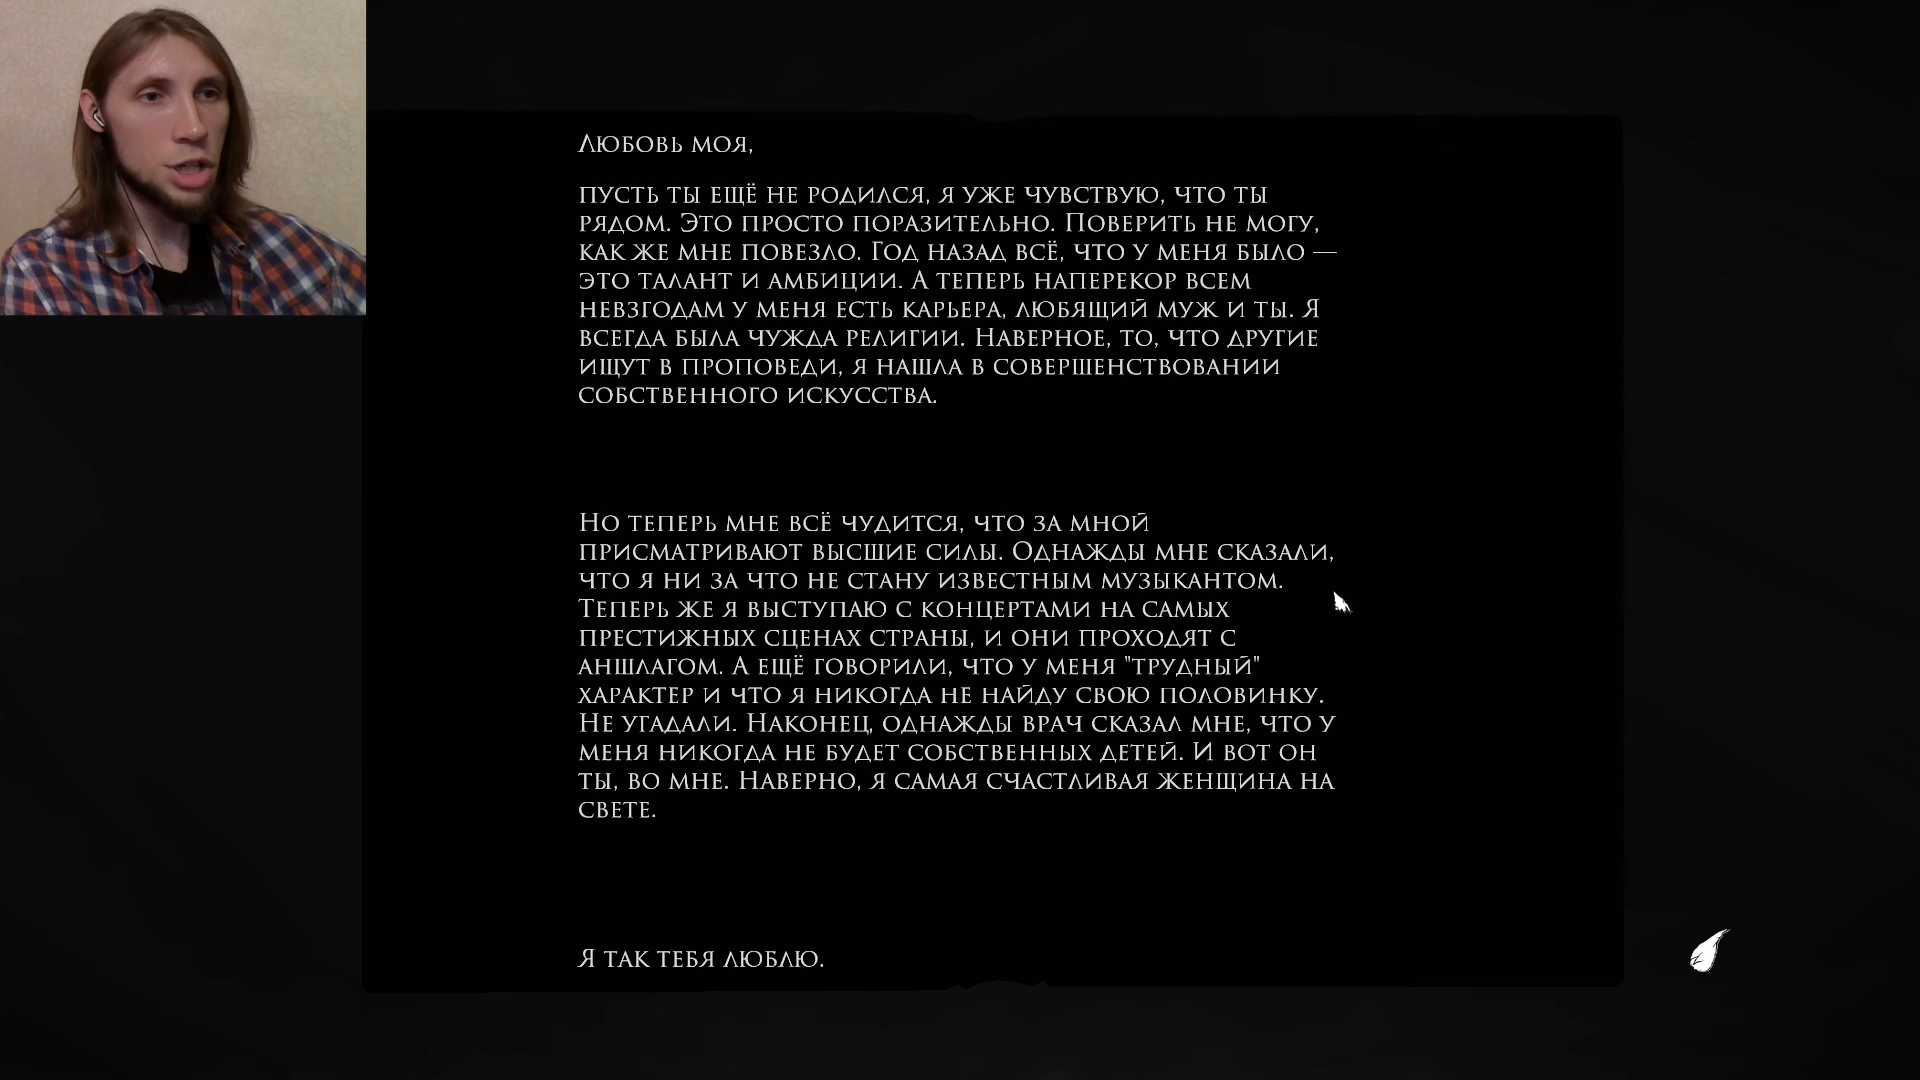 Любовь моя,
пусть ты ещё не родился, я уже чувствую, что ты
рядом. Это просто поразительно. Поверить не могу,
как же мне повезло. Год назад всё, что у меня было —
это талант и амбиции. А теперь наперекор всем
невзгодам у меня есть карьера, любящий муж и ты. Я
всегда была чужда религии. Наверное, то, что другие
ищут в проповеди, я нашла в совершенствовании
собственного искусства.
Но теперь мне всё чудится, что за мной
присматривают высшие силы. Однажды мне сказали,
что я ни за что не стану известным музыкантом.
Теперь же я выступаю с концертами на самых
престижных сценах страны, и они проходят с
аншлагом. А ещё говорили, что у меня "трудный"
характер и что я никогда не найду свою половинку.
Не угадали. Наконец, однажды врач сказал мне, что у
меня никогда не будет собственных детей. И вот он
ты, во мне. Наверно, я самая счастливая женщина на
свете.
Я так тебя люблю.